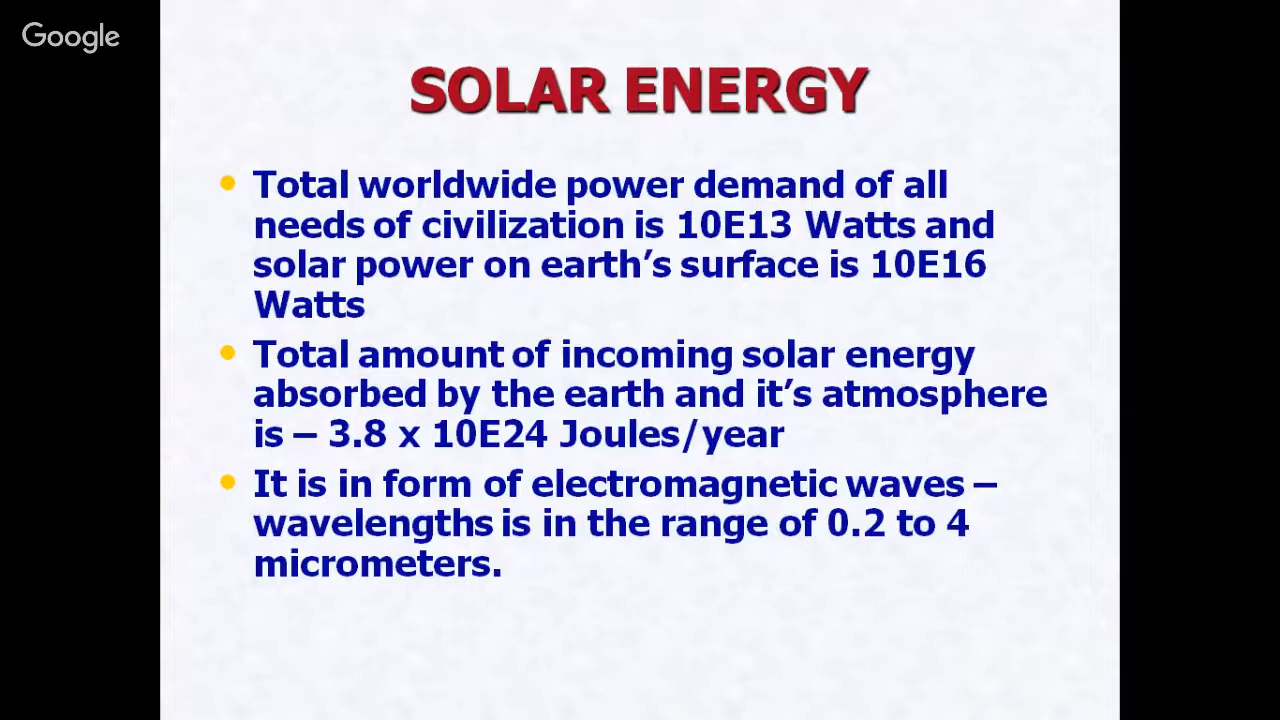 Google
SOLAR ENERGY
• Total worldwide power demand of all
needs of civilization is 10E13 Watts and
solar power on earth’s surface is 10E16
Watts
• Total amount of incoming solar energy
absorbed by the earth and it’s atmosphere
is – 3.8 x 10E24 Joules/year
• It is in form of electromagnetic waves –
wavelengths is in the range of 0.2 to 4
micrometers.